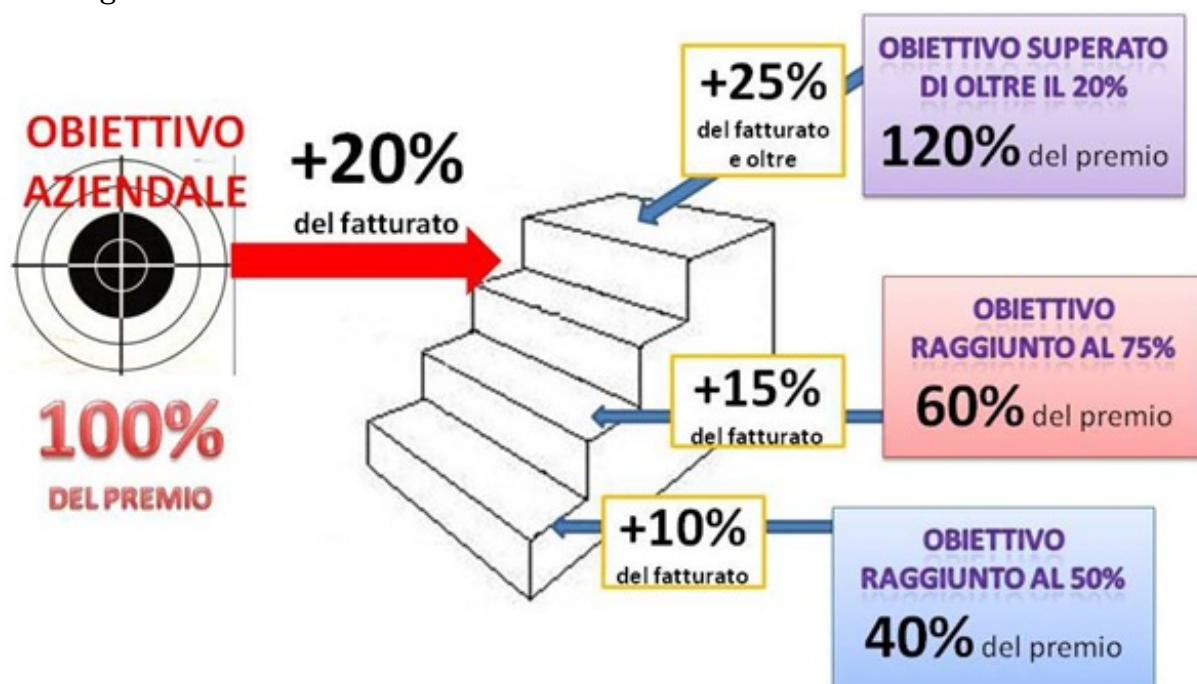 OBIETTIVO
AZIENDALE
100%
DEL PREMIO
+20%
del fatturato
+25%
del fatturato
e oltre
OBIETTIVO SUPERATO
DI OLTRE IL 20%
120% del premio
+15%
del fatturato
OBIETTIVO
RAGGIUNTO AL 75%
60% del premio
+10%
del fatturato
OBIETTIVO
RAGGIUNTO AL 50%
40% del premio